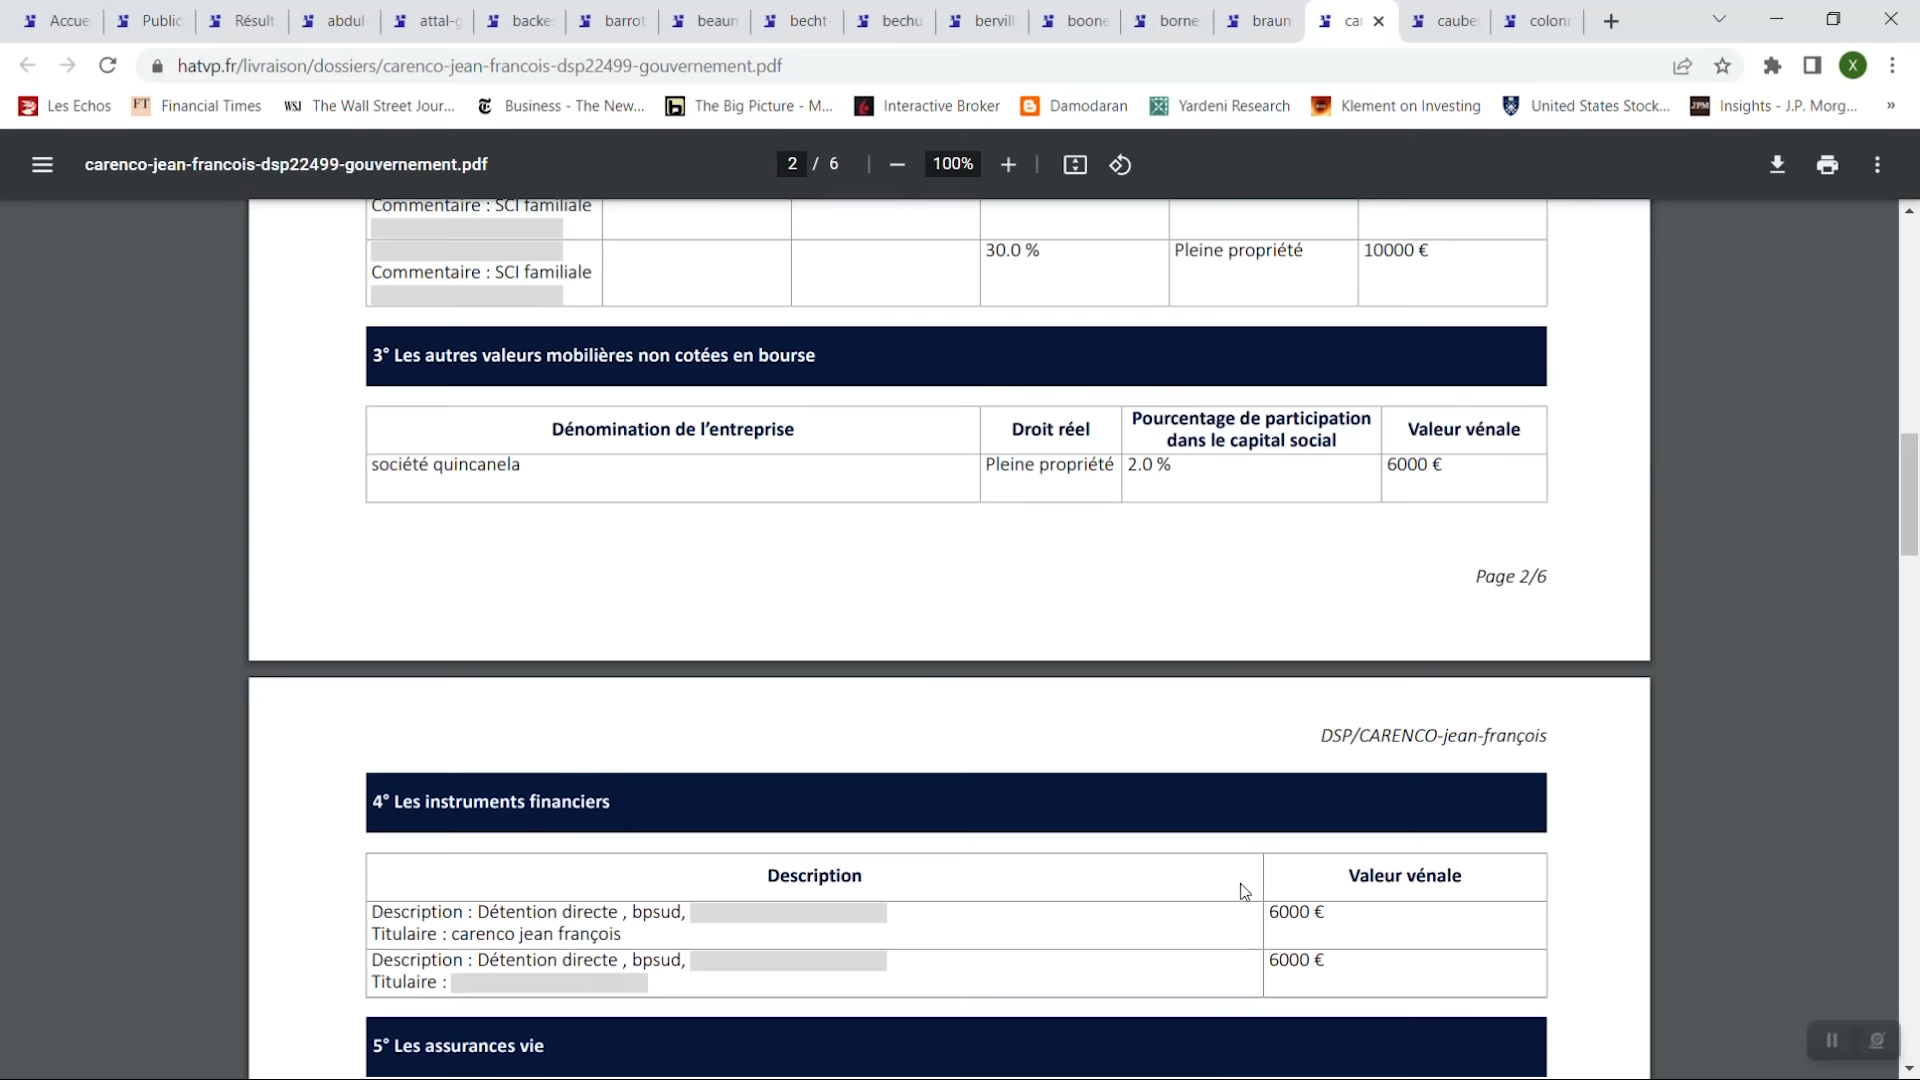 Accue
Public
Résult
abdul-
attal-g
backe
barrot
beaun
becht-
bechu
bervill
boone
borne
braun
car
caube
colonn
hatvp.fr/livraison/dossiers/carenco-jean-francois-dsp22499-gouvernement.pdf
X
Les Echos
FT Financial Times
WSJ The Wall Street Jour...
Business - The New...
The Big Picture - M...
Interactive Broker
Damodaran
Yardeni Research
Klement on Investing
United States Stock...
JPM Insights - J.P. Morg...
»
carenco-jean-francois-dsp22499-gouvernement.pdf
2 / 6
100%
Commentaire : SCI familiale
30.0 % Pleine propriété 10000 €
Commentaire : SCI familiale
3° Les autres valeurs mobilières non cotées en bourse
Dénomination de l'entreprise Droit réel Pourcentage de participation dans le capital social Valeur vénale
société quincanela Pleine propriété 2.0 % 6000 €
Page 2/6
DSP/CARENCO-jean-françois
4° Les instruments financiers
Description Valeur vénale
Description : Détention directe , bpsud, 6000 €
Titulaire : carenco jean françois
Description : Détention directe , bpsud, 6000 €
Titulaire :
5° Les assurances vie